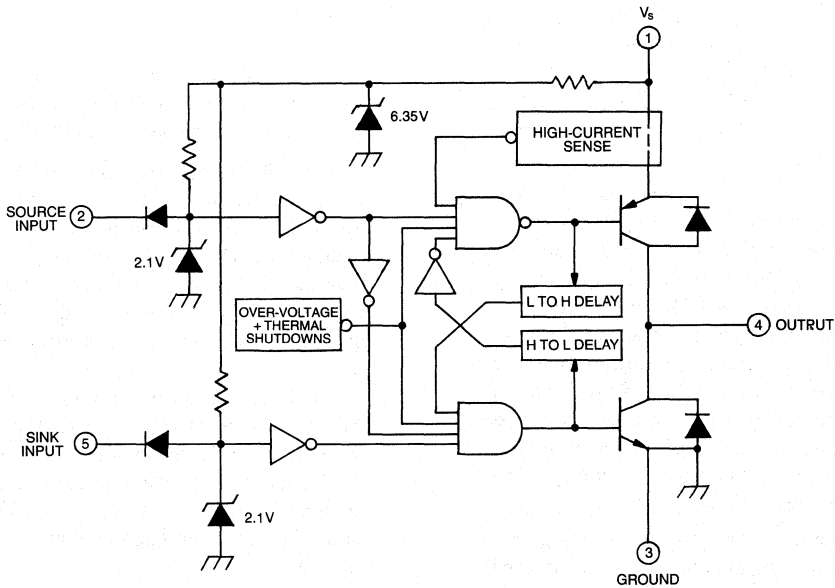 Vs
1
6.35V
HIGH-CURRENT
SENSE
SOURCE
INPUT
2
2.1V
OVER-VOLTAGE
+ THERMAL
SHUTDOWNS
L TO H DELAY
H TO L DELAY
4
OUTRUT
SINK
INPUT
5
2.1V
3
GROUND